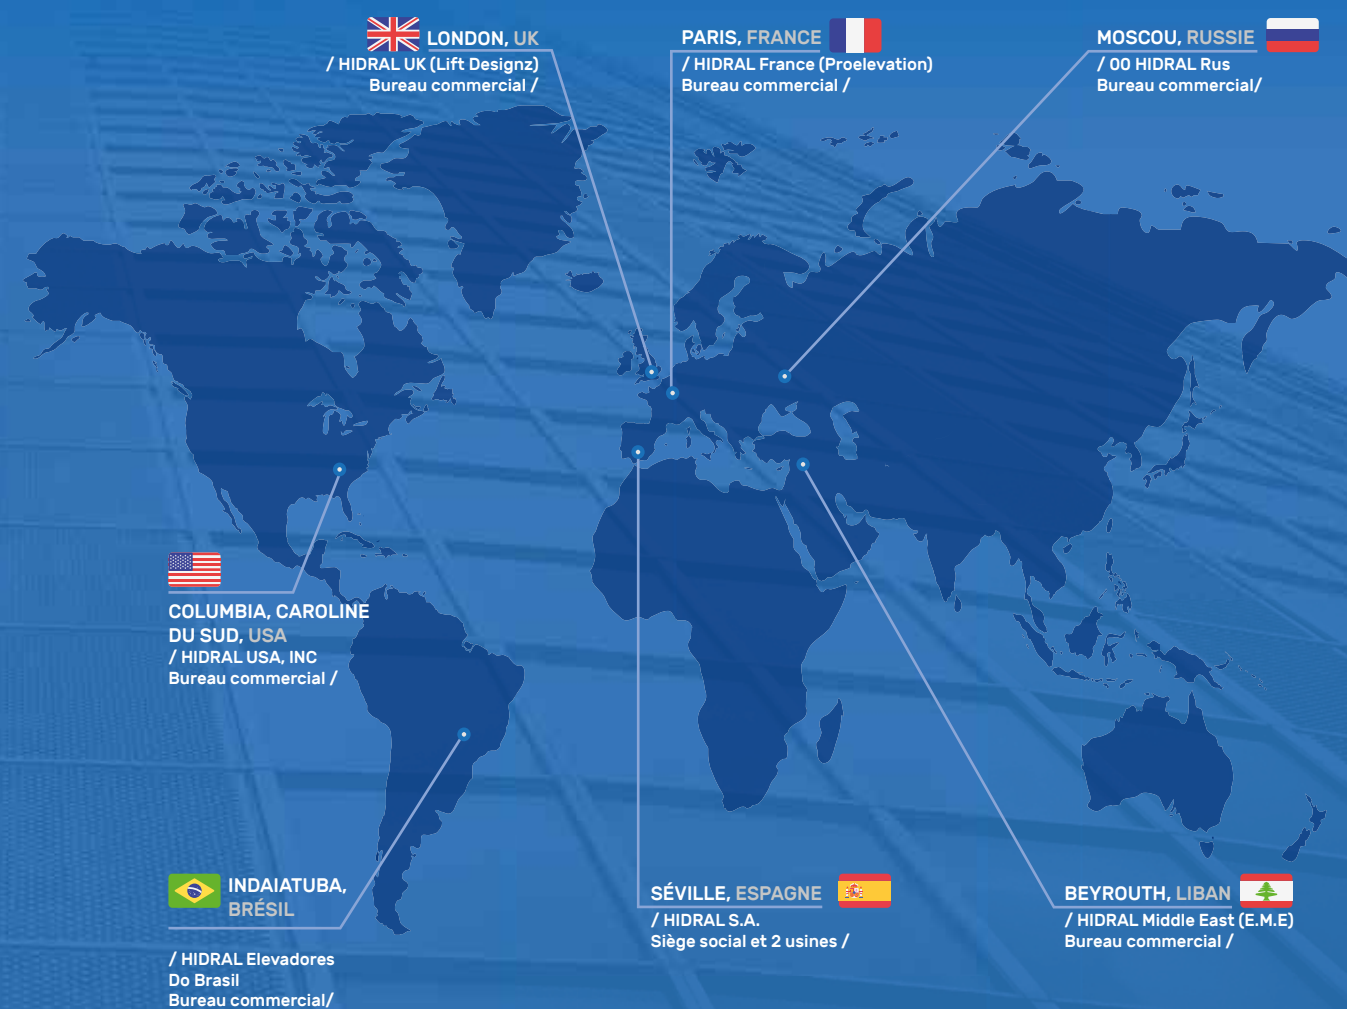 LONDON, UK
/ HIDRAL UK (Lift Designz)
Bureau commercial /
PARIS, FRANCE
/ HIDRAL France (Proelevation)
Bureau commercial /
MOSCOU, RUSSIE
/ OO HIDRAL Rus
Bureau commercial/
COLUMBIA, CAROLINE
DU SUD, USA
/ HIDRAL USA, INC
Bureau commercial /
INDAIATUBA,
BRÉSIL
/ HIDRAL Elevadores
Do Brasil
Bureau commercial/
SÉVILLE, ESPAGNE
/ HIDRAL S.A.
Siège social et 2 usines /
BEYROUTH, LIBAN
/ HIDRAL Middle East (E.M.E)
Bureau commercial /